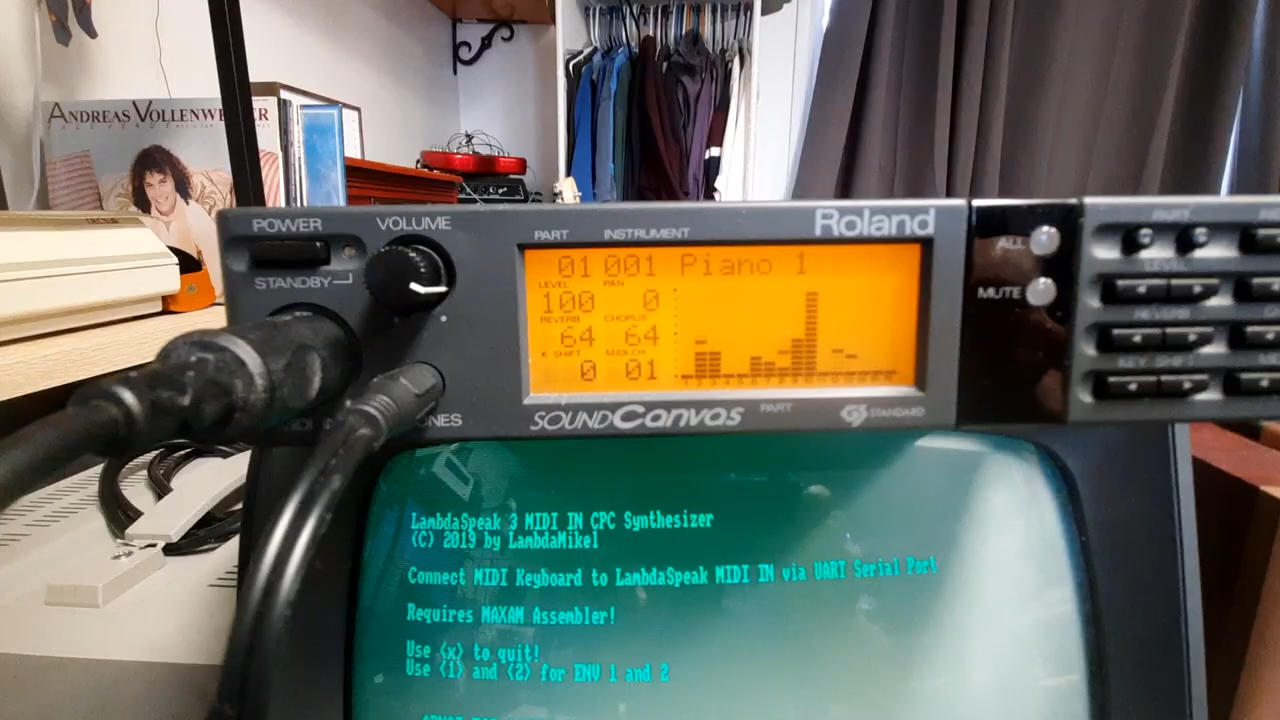 ANDREAS VOLLENWEIDER
POWER
VOLUME
STANDBY
PART INSTRUMENT
Roland
01 001 Piano 1
LEVEL PAN
100 0
REVERB CHORUS
64 64
K SHIFT MIDI CH
0 01
SOUND Canvas
PART
GS STANDARD
ALL
MUTE
PART
LEVEL
REVERB
KEY SHIFT
LambdaSpeak 3 MIDI IN CPC Synthesizer
(C) 2019 by LambdaMikel
Connect MIDI Keyboard to LambdaSpeak MIDI IN via UART Serial Port
Requires MAXAM Assembler!
Use <x> to quit!
Use <1> and <2> for ENV 1 and 2